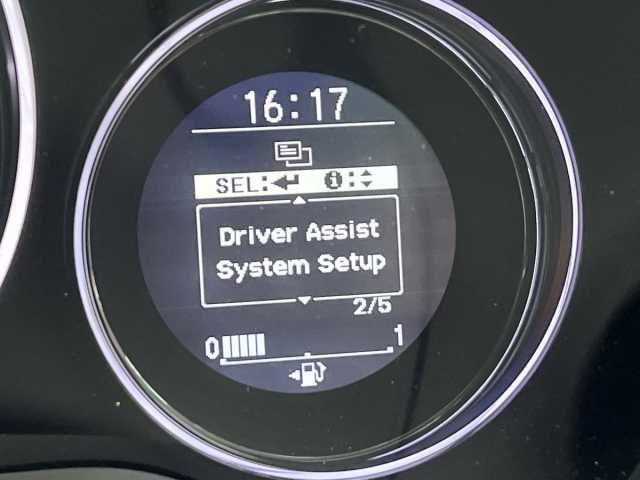 16:17
SEL: i:
Driver Assist
System Setup
2/5
0 1